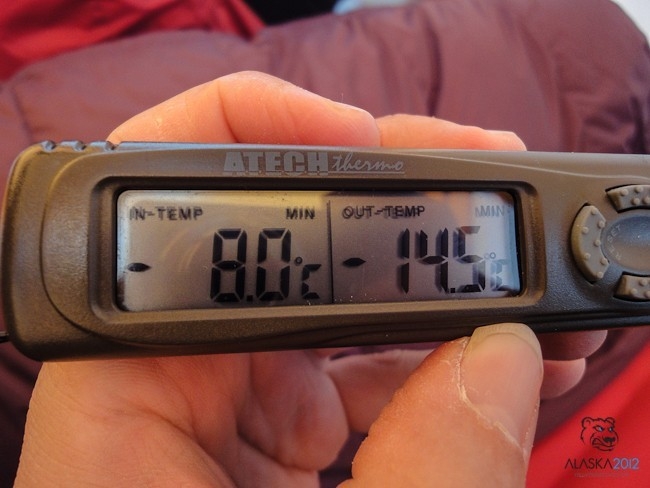 ATECH thermo
IN-TEMP MIN OUT-TEMP MIN
-8.0°C -14.5°C
ALASKA2012